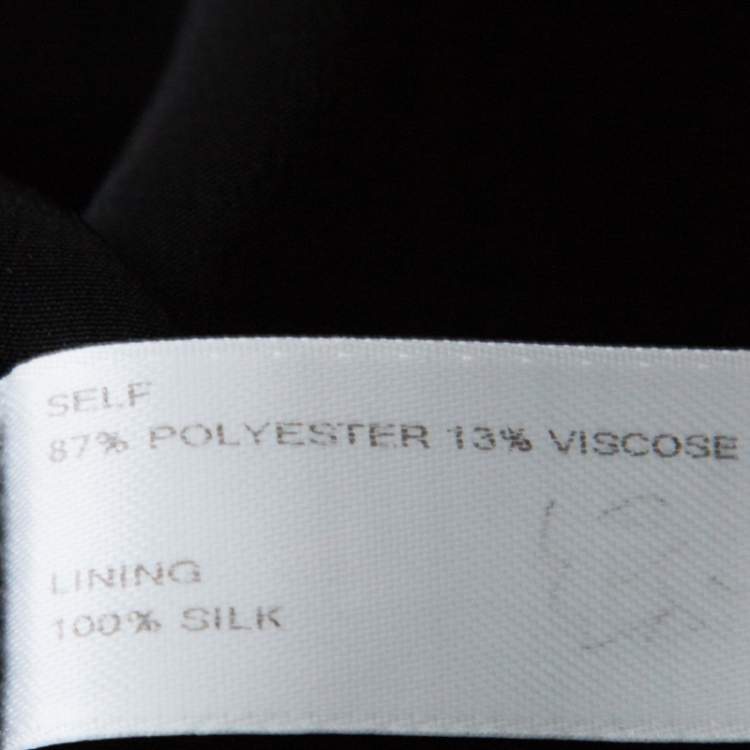 SELF
87% POLYESTER 13% VISCOSE
LINING
100% SILK